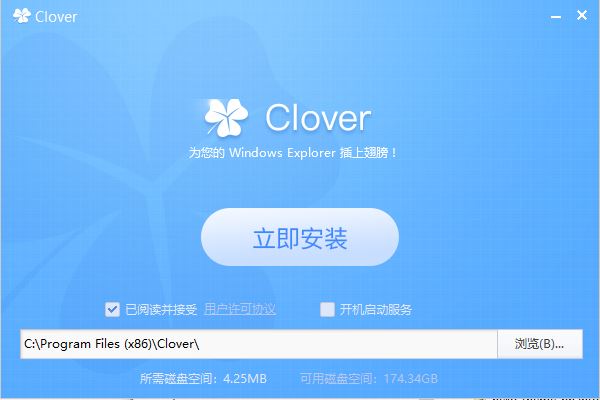 Clover
Clover
为您的 Windows Explorer 插上翅膀！
立即安装
已阅读并接受 用户许可协议 开机启动服务
C:\Program Files (x86)\Clover\ 浏览(B)...
所需磁盘空间：4.25MB 可用磁盘空间：174.34GB